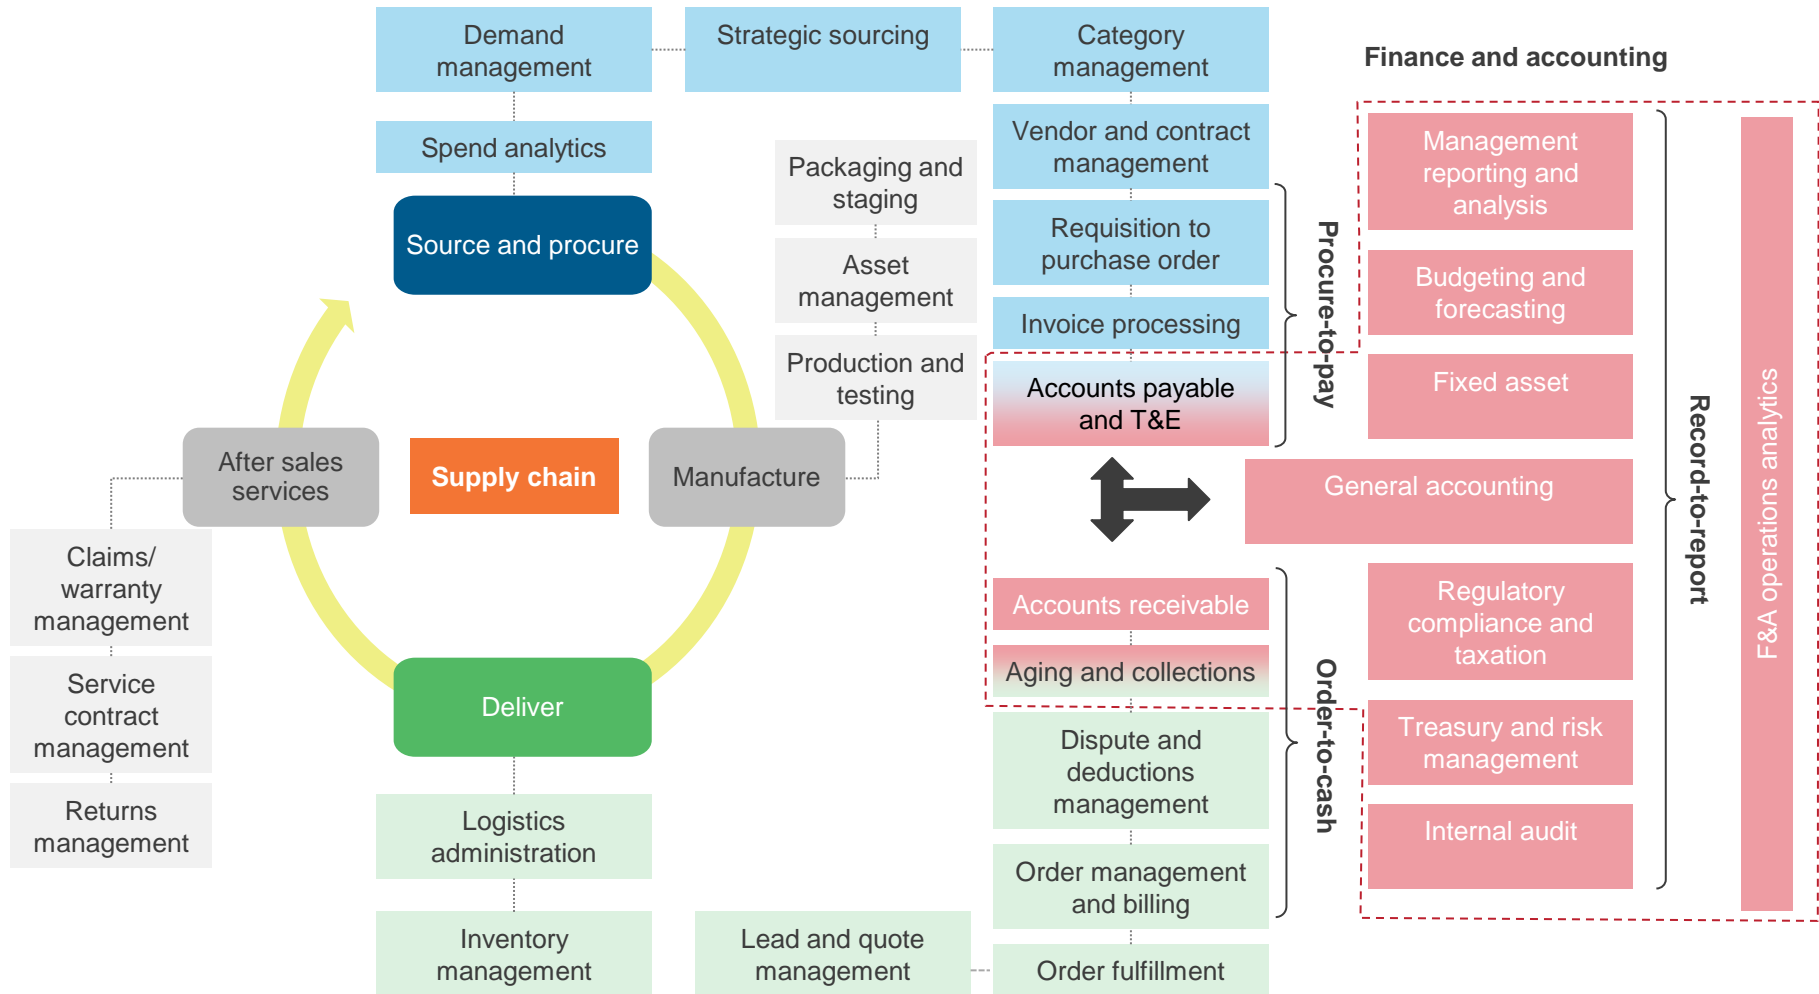 Demand
management
Strategic sourcing
Category
management
Finance and accounting
Spend analytics
Vendor and contract
management
Packaging and
staging
Management
reporting and
analysis
Source and procure
Requisition to
purchase order
Procure-to-pay
Asset
management
Budgeting and
forecasting
Invoice processing
Production and
testing
Accounts payable
and T&E
Fixed asset
After sales
services
Supply chain
Manufacture
General accounting
Record-to-report
F&A operations analytics
Claims/
warranty
management
Accounts receivable
Regulatory
compliance and
taxation
Aging and collections
Order-to-cash
Service
contract
management
Deliver
Dispute and
deductions
management
Treasury and risk
management
Returns
management
Logistics
administration
Internal audit
Order management
and billing
Inventory
management
Lead and quote
management
Order fulfillment